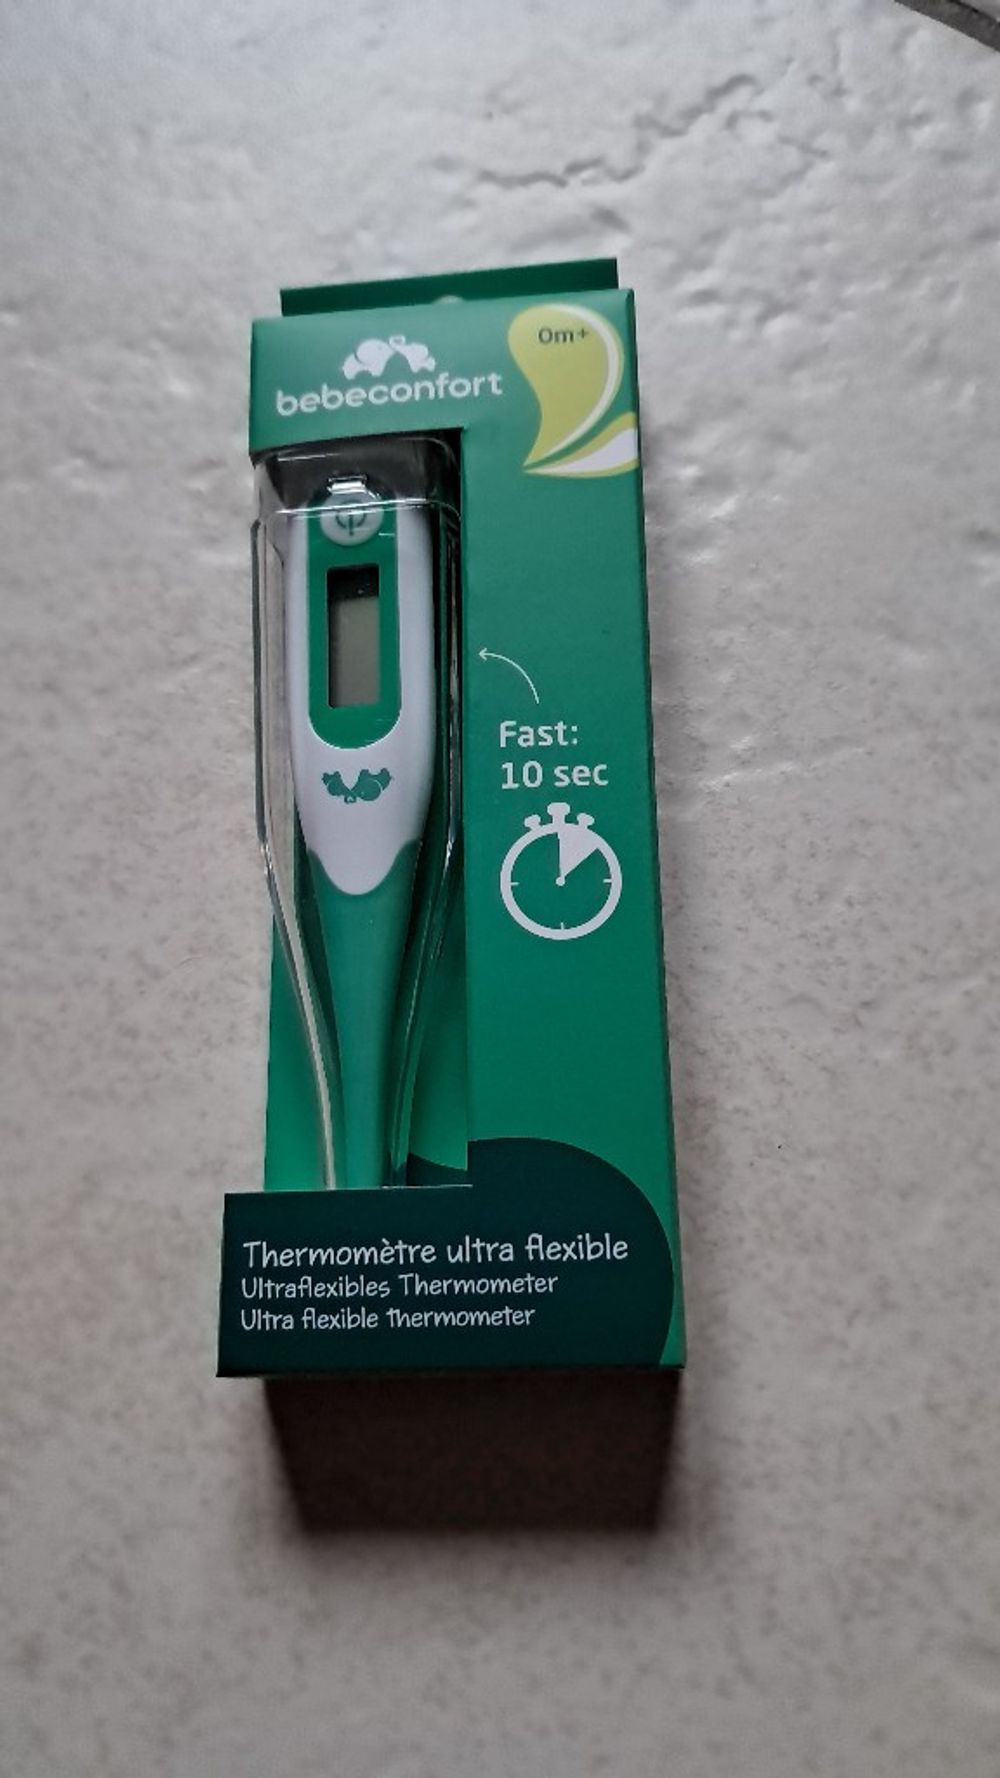 0m+
bebeconfort
Fast:
10 sec
Thermomètre ultra flexible
Ultraflexibles Thermometer
Ultra flexible thermometer